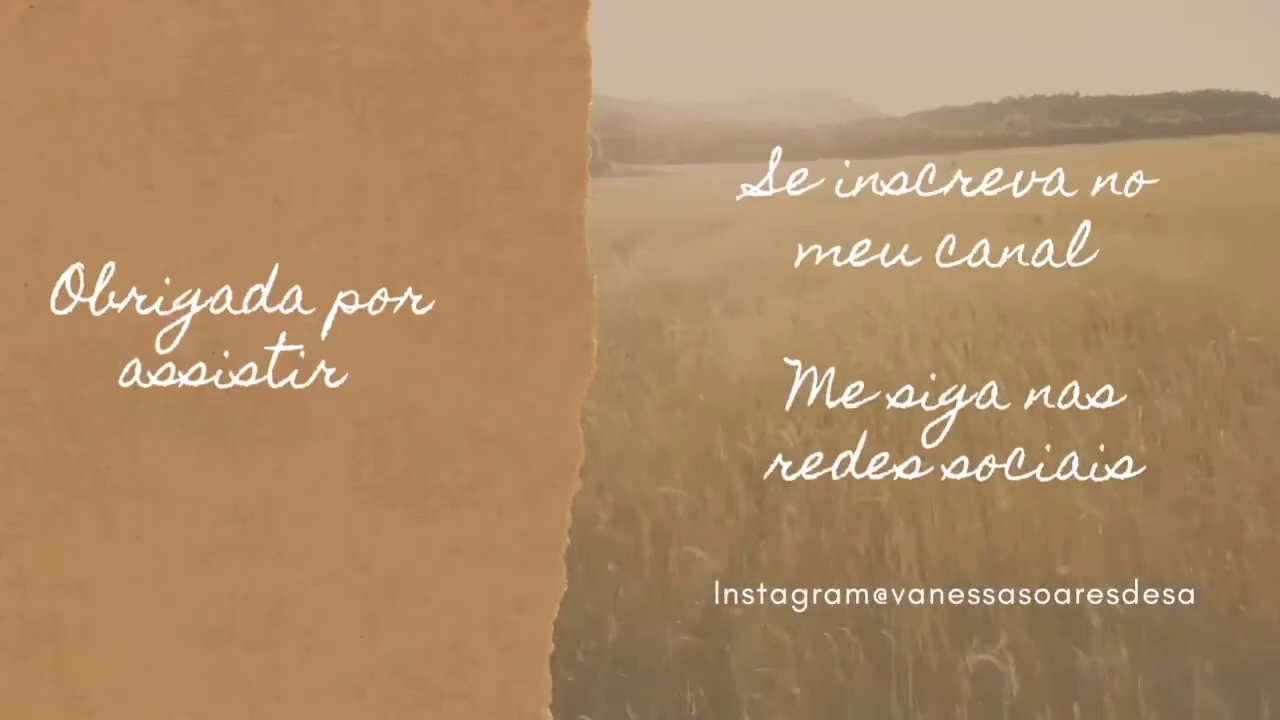 Obrigada por
assistir
Se inscreva no
meu canal
Me siga nas
redes sociais
Instagram@vanessasoaresdesa